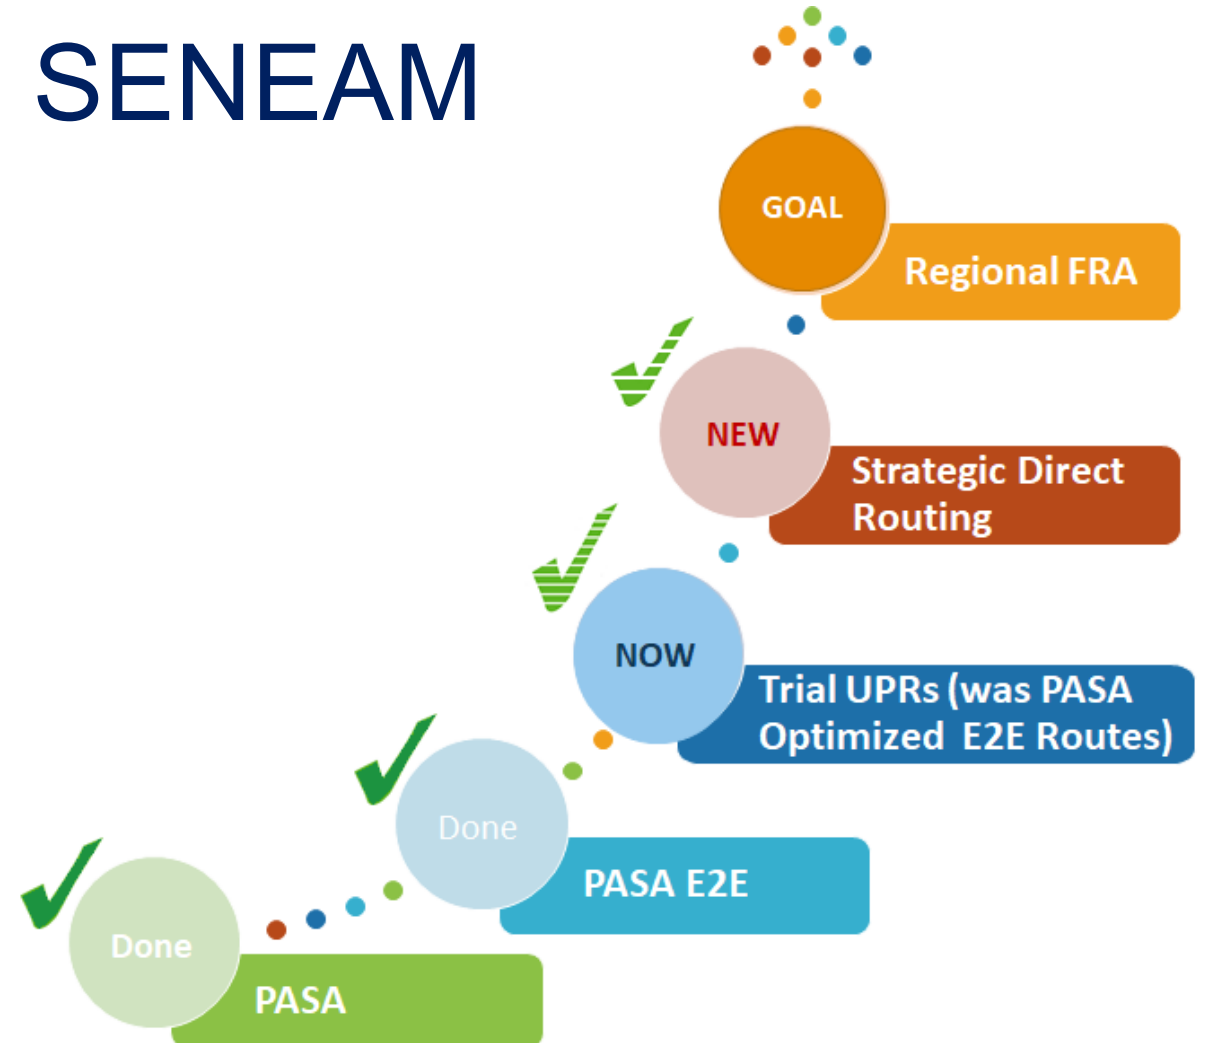 SENEAM
GOAL
Regional FRA
NEW
Strategic Direct
Routing
NOW
Trial UPRs (was PASA
Optimized E2E Routes)
Done
PASA E2E
Done
PASA